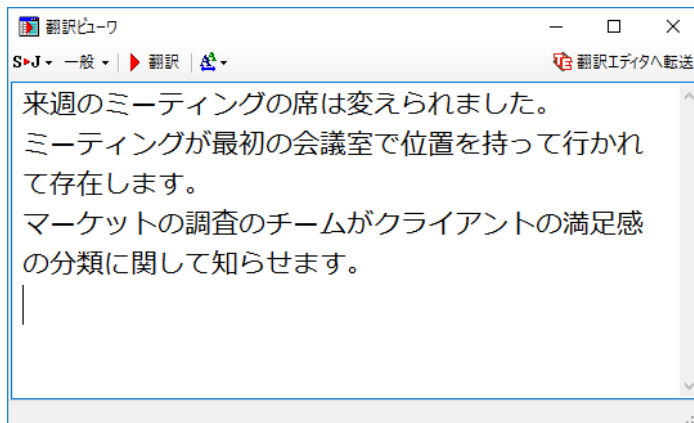 翻訳ビューワ
S▸J 一般 翻訳 翻訳エディタへ転送
来週のミーティングの席は変えられました。
ミーティングが最初の会議室で位置を持って行かれ
て存在します。
マーケットの調査のチームがクライアントの満足感
の分類に関して知らせます。